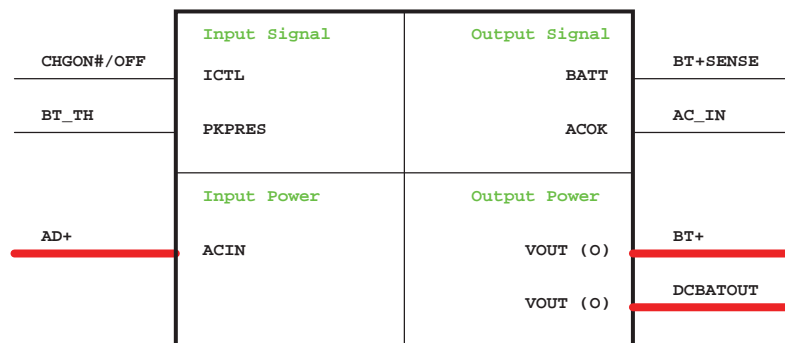 Input Signal Output Signal
CHGON#/OFF ICTL BATT BT+SENSE
BT_TH PKPRES ACOK AC_IN
Input Power Output Power
AD+ ACIN VOUT (O) BT+
VOUT (O) DCBATOUT